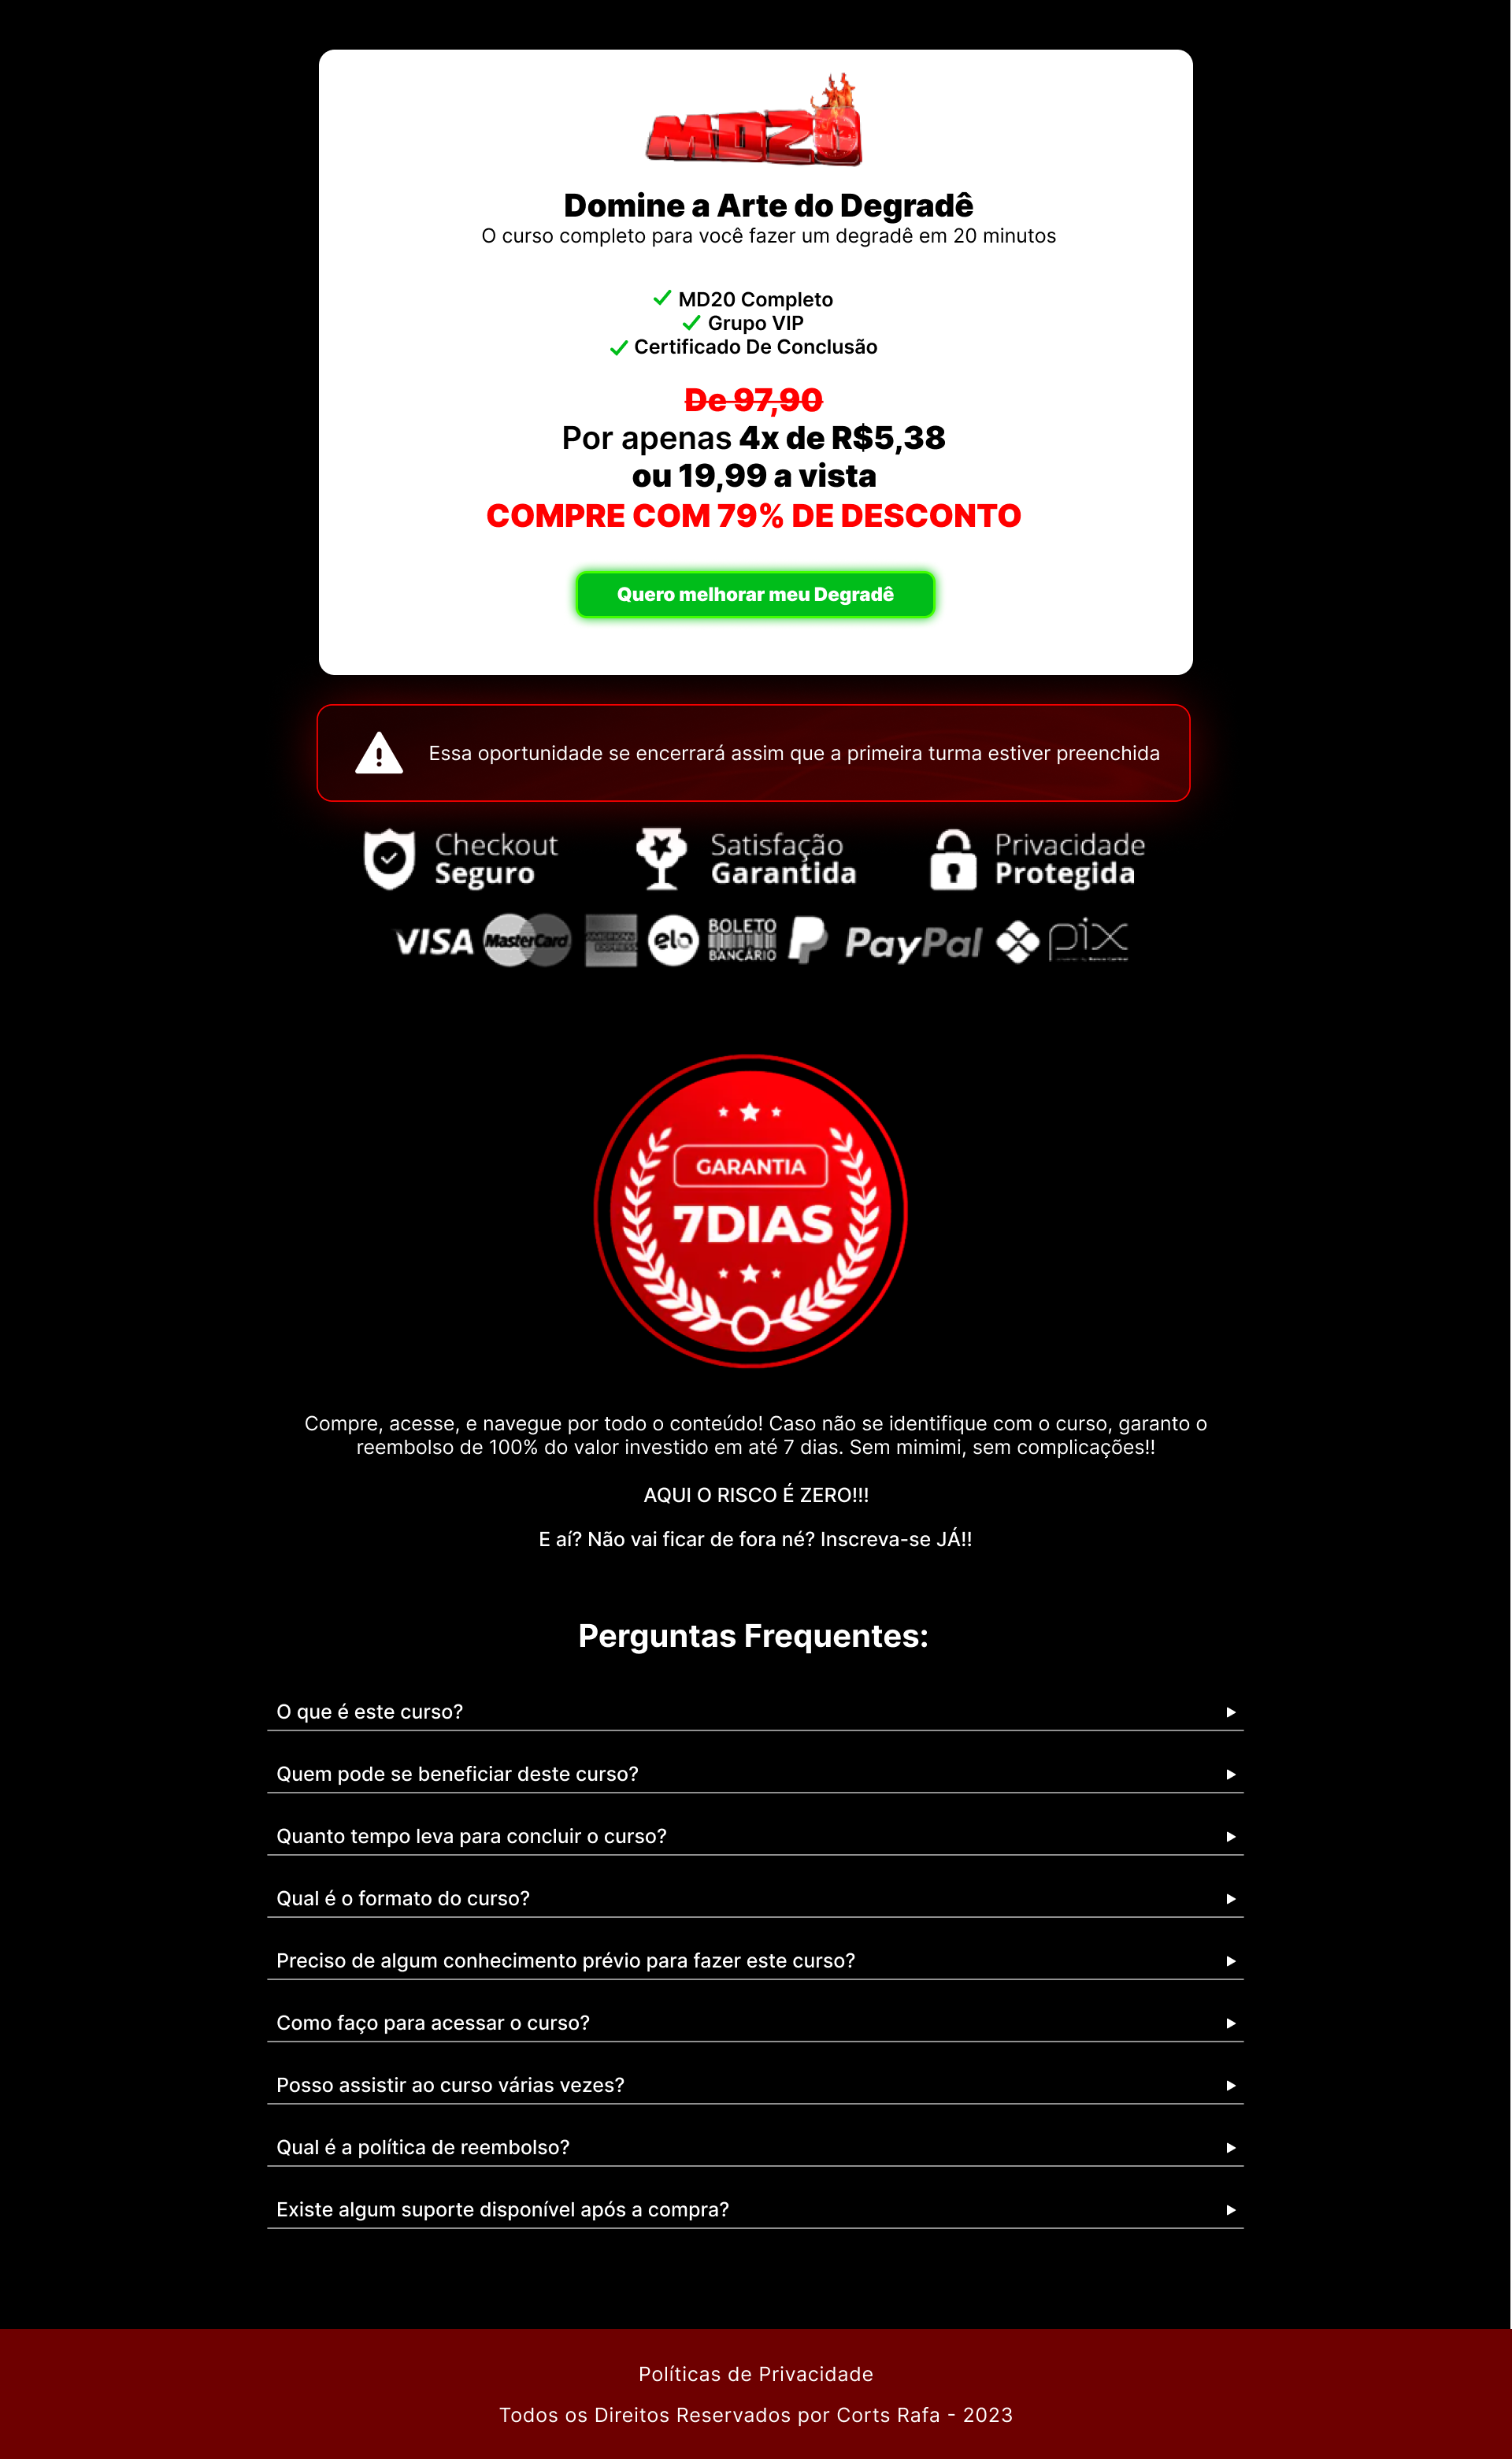 MD20
Domine a Arte do Degradê
O curso completo para você fazer um degradê em 20 minutos
MD20 Completo
Grupo VIP
Certificado De Conclusão
De 97,90
Por apenas 4x de R$5,38
ou 19,99 a vista
COMPRE COM 79% DE DESCONTO
Quero melhorar meu Degradê
Essa oportunidade se encerrará assim que a primeira turma estiver preenchida
Checkout Seguro
Satisfação Garantida
Privacidade Protegida
VISA MasterCard AMERICAN EXPRESS elo BOLETO BANCÁRIO PayPal pix
GARANTIA
7DIAS
Compre, acesse, e navegue por todo o conteúdo! Caso não se identifique com o curso, garanto o
reembolso de 100% do valor investido em até 7 dias. Sem mimimi, sem complicações!!
AQUI O RISCO É ZERO!!!
E aí? Não vai ficar de fora né? Inscreva-se JÁ!!
Perguntas Frequentes:
O que é este curso?
Quem pode se beneficiar deste curso?
Quanto tempo leva para concluir o curso?
Qual é o formato do curso?
Preciso de algum conhecimento prévio para fazer este curso?
Como faço para acessar o curso?
Posso assistir ao curso várias vezes?
Qual é a política de reembolso?
Existe algum suporte disponível após a compra?
Políticas de Privacidade
Todos os Direitos Reservados por Corts Rafa - 2023